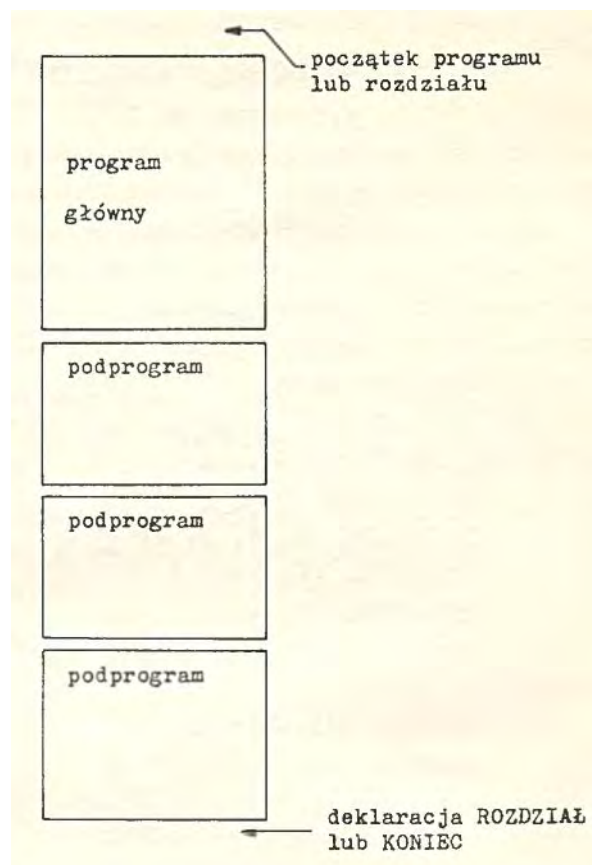 początek programu
lub rozdziału
program
główny
podprogram
podprogram
podprogram
deklaracja ROZDZIAŁ
lub KONIEC